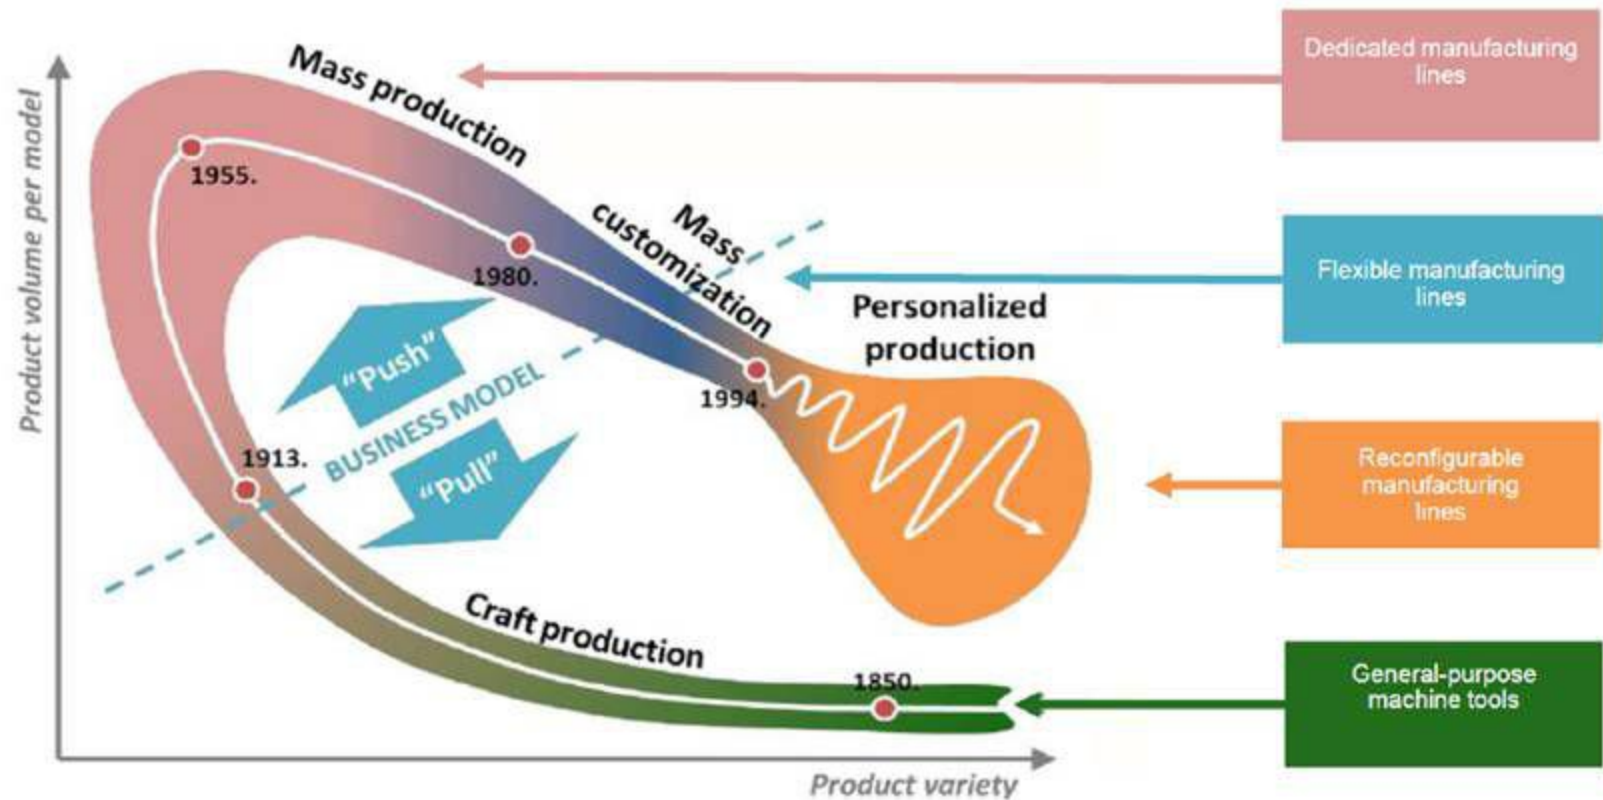 Mass production
Dedicated manufacturing
lines
Product volume per model
1955.
Mass
customization
1980.
Flexible manufacturing
lines
Personalized
production
"Push"
BUSINESS MODEL
"Pull"
1994.
1913.
Reconfigurable
manufacturing
lines
Craft production
1850.
General-purpose
machine tools
Product variety